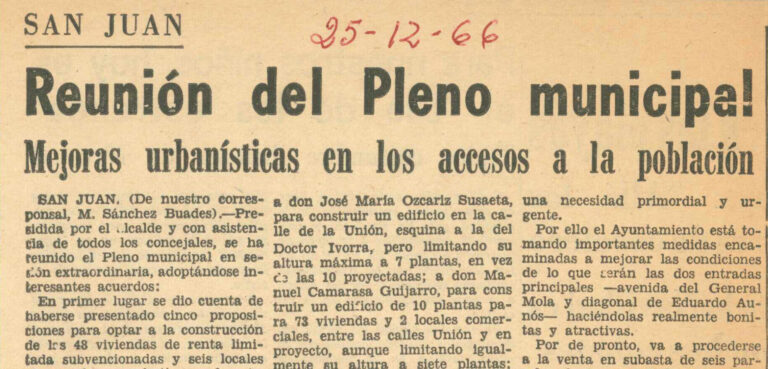 SAN JUAN
25-12-66
Reunión del Pleno municipal
Mejoras urbanísticas en los accesos a la población
SAN JUAN. (De nuestro corres-
ponsal, M. Sánchez Buades).—Pre-
sidida por el alcalde y con asisten-
cia de todos los concejales, se ha
reunido el Pleno municipal en se-
sión extraordinaria, adoptándose in-
teresantes acuerdos:
En primer lugar se dio cuenta de
haberse presentado cinco proposi-
ciones para optar a la construcción
de las 48 viviendas de renta limi-
tada subvencionadas y seis locales
a don José María Ozcariz Susaeta,
para construir un edificio en la ca-
lle de la Unión, esquina a la del
Doctor Ivorra, pero limitando su
altura máxima a 7 plantas, en vez
de las 10 proyectadas; a don Ma-
nuel Camarasa Guijarro, para cons
truir un edificio de 10 plantas pa-
ra 73 viviendas y 2 locales comer-
ciales, entre las calles Unión y en
proyecto, aunque limitando igual-
mente su altura a siete plantas;
una necesidad primordial y ur-
gente.
Por ello el Ayuntamiento está to-
mando importantes medidas enca-
minadas a mejorar las condiciones
de lo que serán las dos entradas
principales —avenida del General
Mola y diagonal de Eduardo Au-
nós— haciéndolas realmente boni-
tas y atractivas.
Por de pronto, va a procederse
a la venta en subasta de seis par-